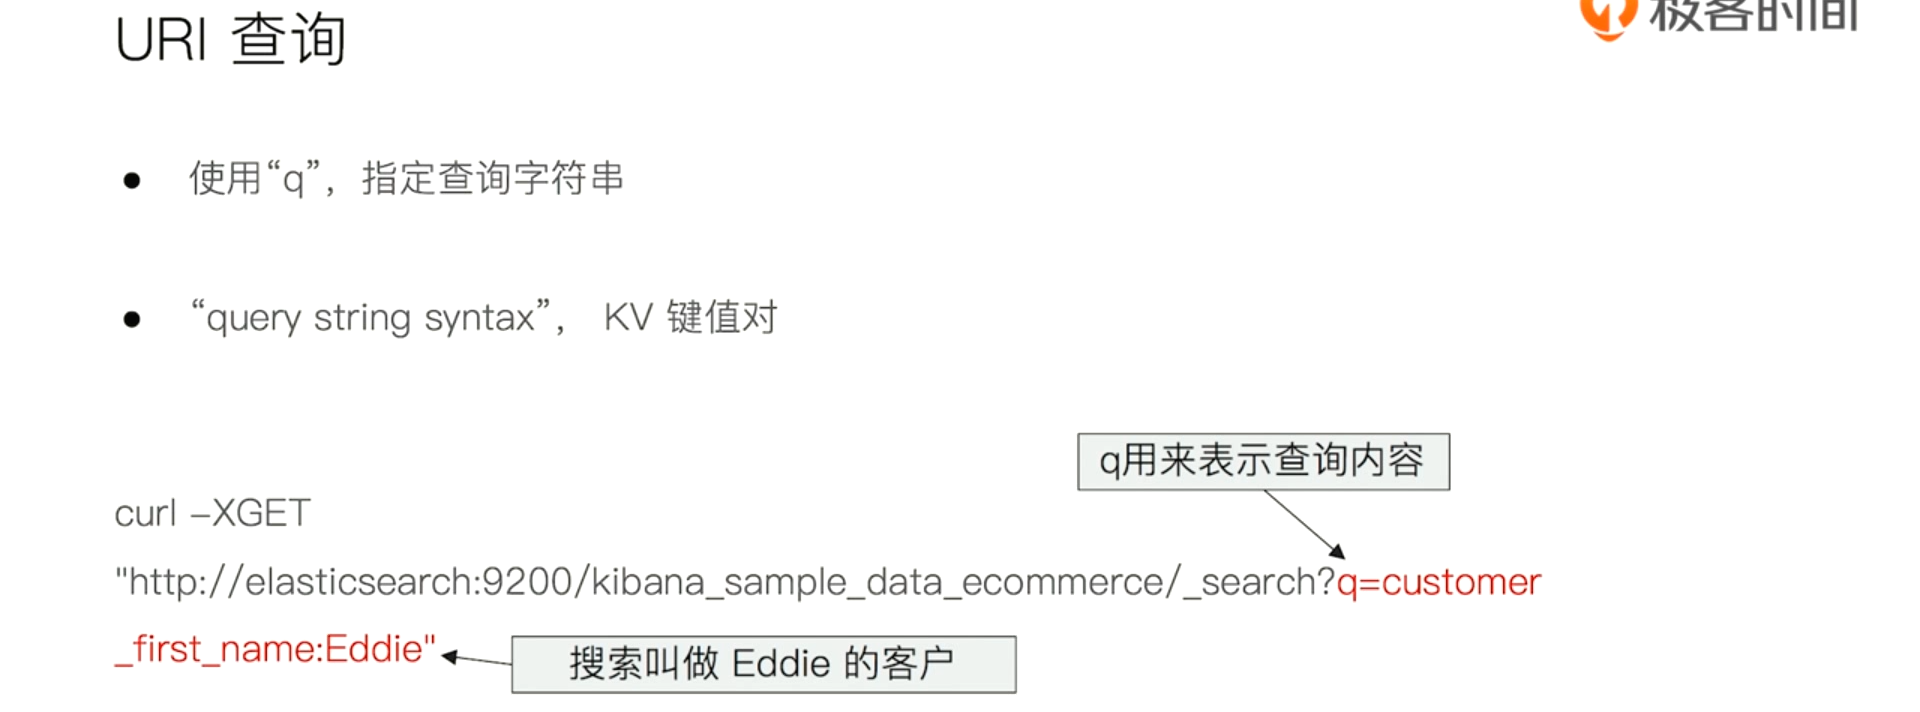 URI 查询
极客时间
使用“q”，指定查询字符串
“query string syntax”， KV 键值对
q用来表示查询内容
curl –XGET
"http://elasticsearch:9200/kibana_sample_data_ecommerce/_search?q=customer
_first_name:Eddie"
搜索叫做 Eddie 的客户